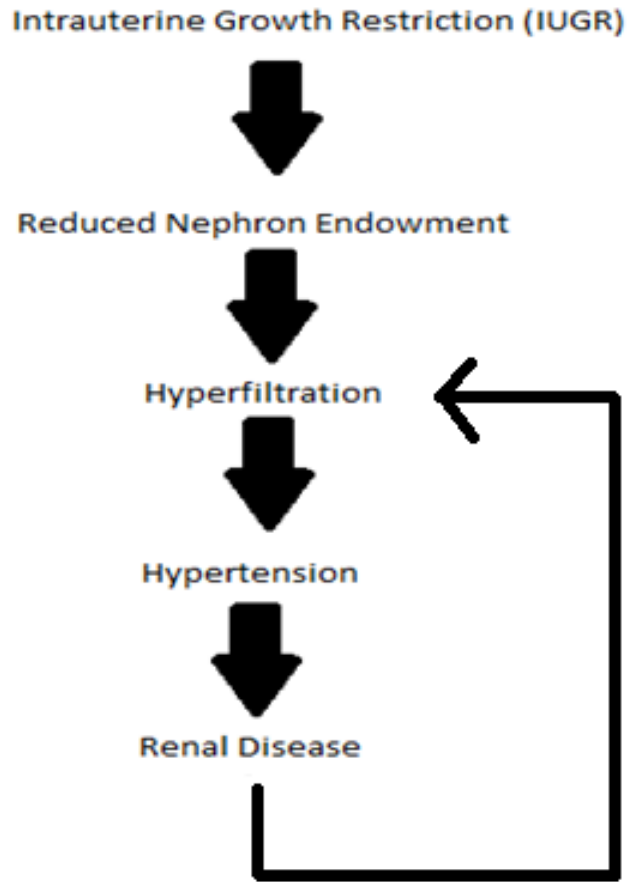 Intrauterine Growth Restriction (IUGR)
Reduced Nephron Endowment
Hyperfiltration
Hypertension
Renal Disease